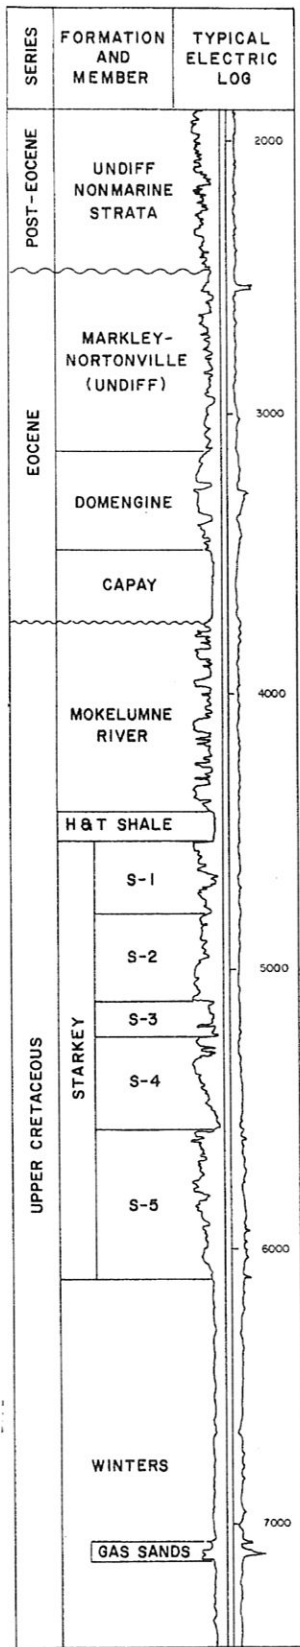 SERIES
FORMATION
AND
MEMBER
TYPICAL
ELECTRIC
LOG
POST-EOCENE
UNDIFF
NONMARINE
STRATA
2000
EOCENE
MARKLEY-
NORTONVILLE
(UNDIFF)
3000
DOMENGINE
CAPAY
UPPER CRETACEOUS
MOKELUMNE
RIVER
4000
H & T SHALE
STARKEY
S-1
S-2
5000
S-3
S-4
S-5
6000
WINTERS
7000
GAS SANDS